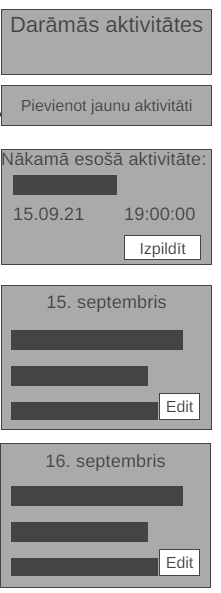 Darāmās aktivitātes
Pievienot jaunu aktivitāti
Nākamā esošā aktivitāte:
15.09.21 19:00:00
Izpildīt
15. septembris
Edit
16. septembris
Edit